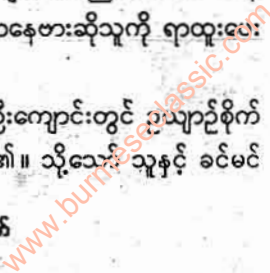 ာနေဗားဆိုသူကို ရာထူးပေး
ဦးကျောင်းတွင် ဥယျာဉ်စိုက်
၏။ သို့သော် သူနှင့် ခင်မင်
www.burmeseclassic.com